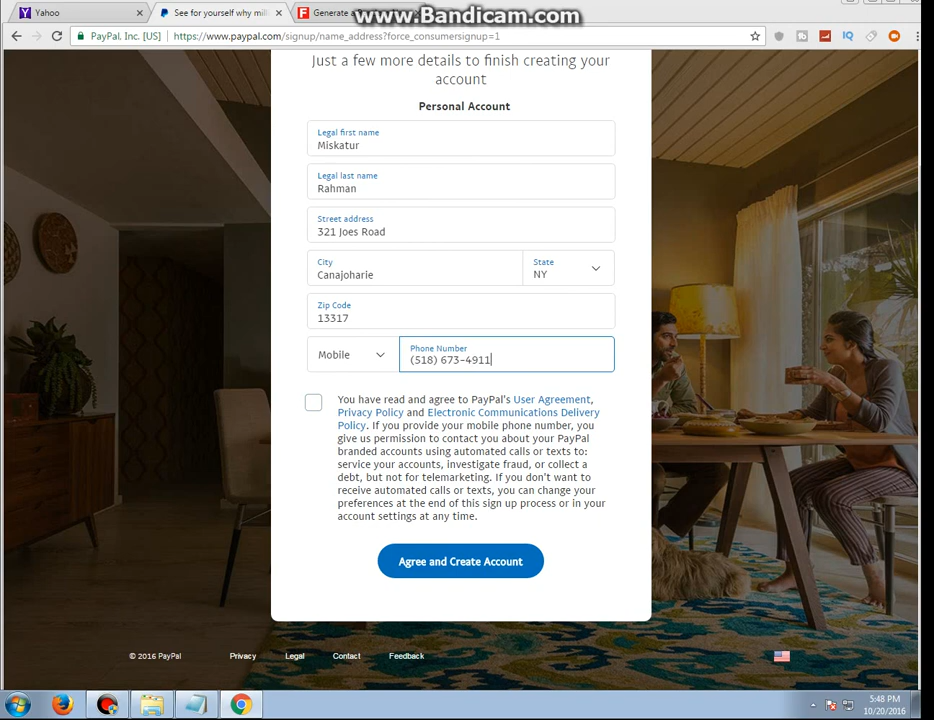 www.Bandicam.com
Yahoo
See for yourself why mill
Generate a
PayPal, Inc. [US]
https://www.paypal.com/signup/name_address?force_consumersignup=1
Just a few more details to finish creating your
account
Personal Account
Legal first name
Miskatur
Legal last name
Rahman
Street address
321 Joes Road
City
Canajoharie
State
NY
Zip Code
13317
Mobile
Phone Number
(518) 673-4911
You have read and agree to PayPal's User Agreement,
Privacy Policy and Electronic Communications Delivery
Policy. If you provide your mobile phone number, you
give us permission to contact you about your PayPal
branded accounts using automated calls or texts to:
service your accounts, investigate fraud, or collect a
debt, but not for telemarketing. If you don't want to
receive automated calls or texts, you can change your
preferences at the end of this sign up process or in your
account settings at any time.
Agree and Create Account
© 2016 PayPal
Privacy
Legal
Contact
Feedback
5:48 PM
10/20/2016